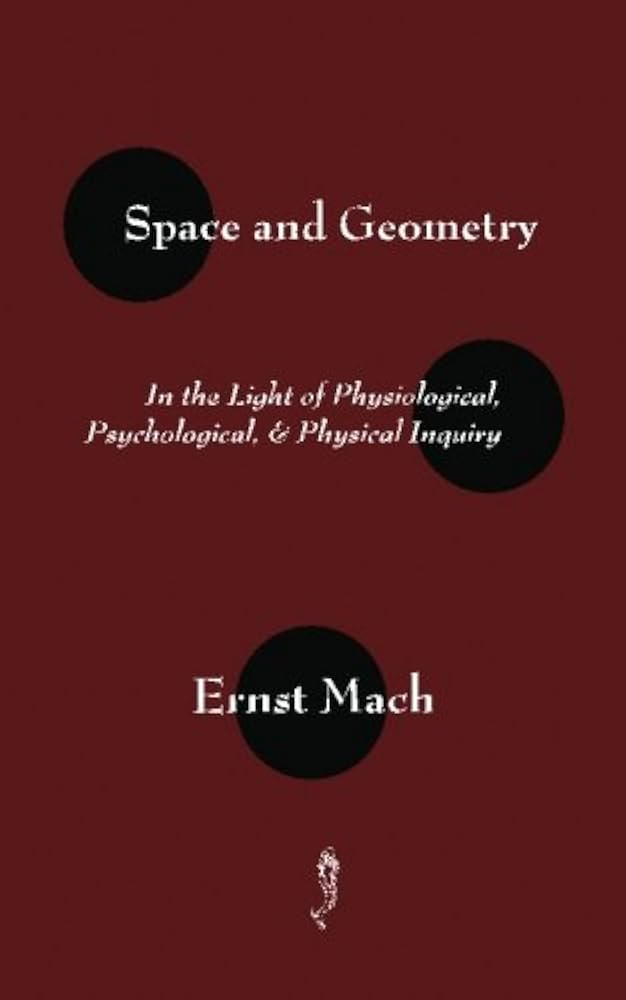 Space and Geometry
In the Light of Physiological,
Psychological, & Physical Inquiry
Ernst Mach